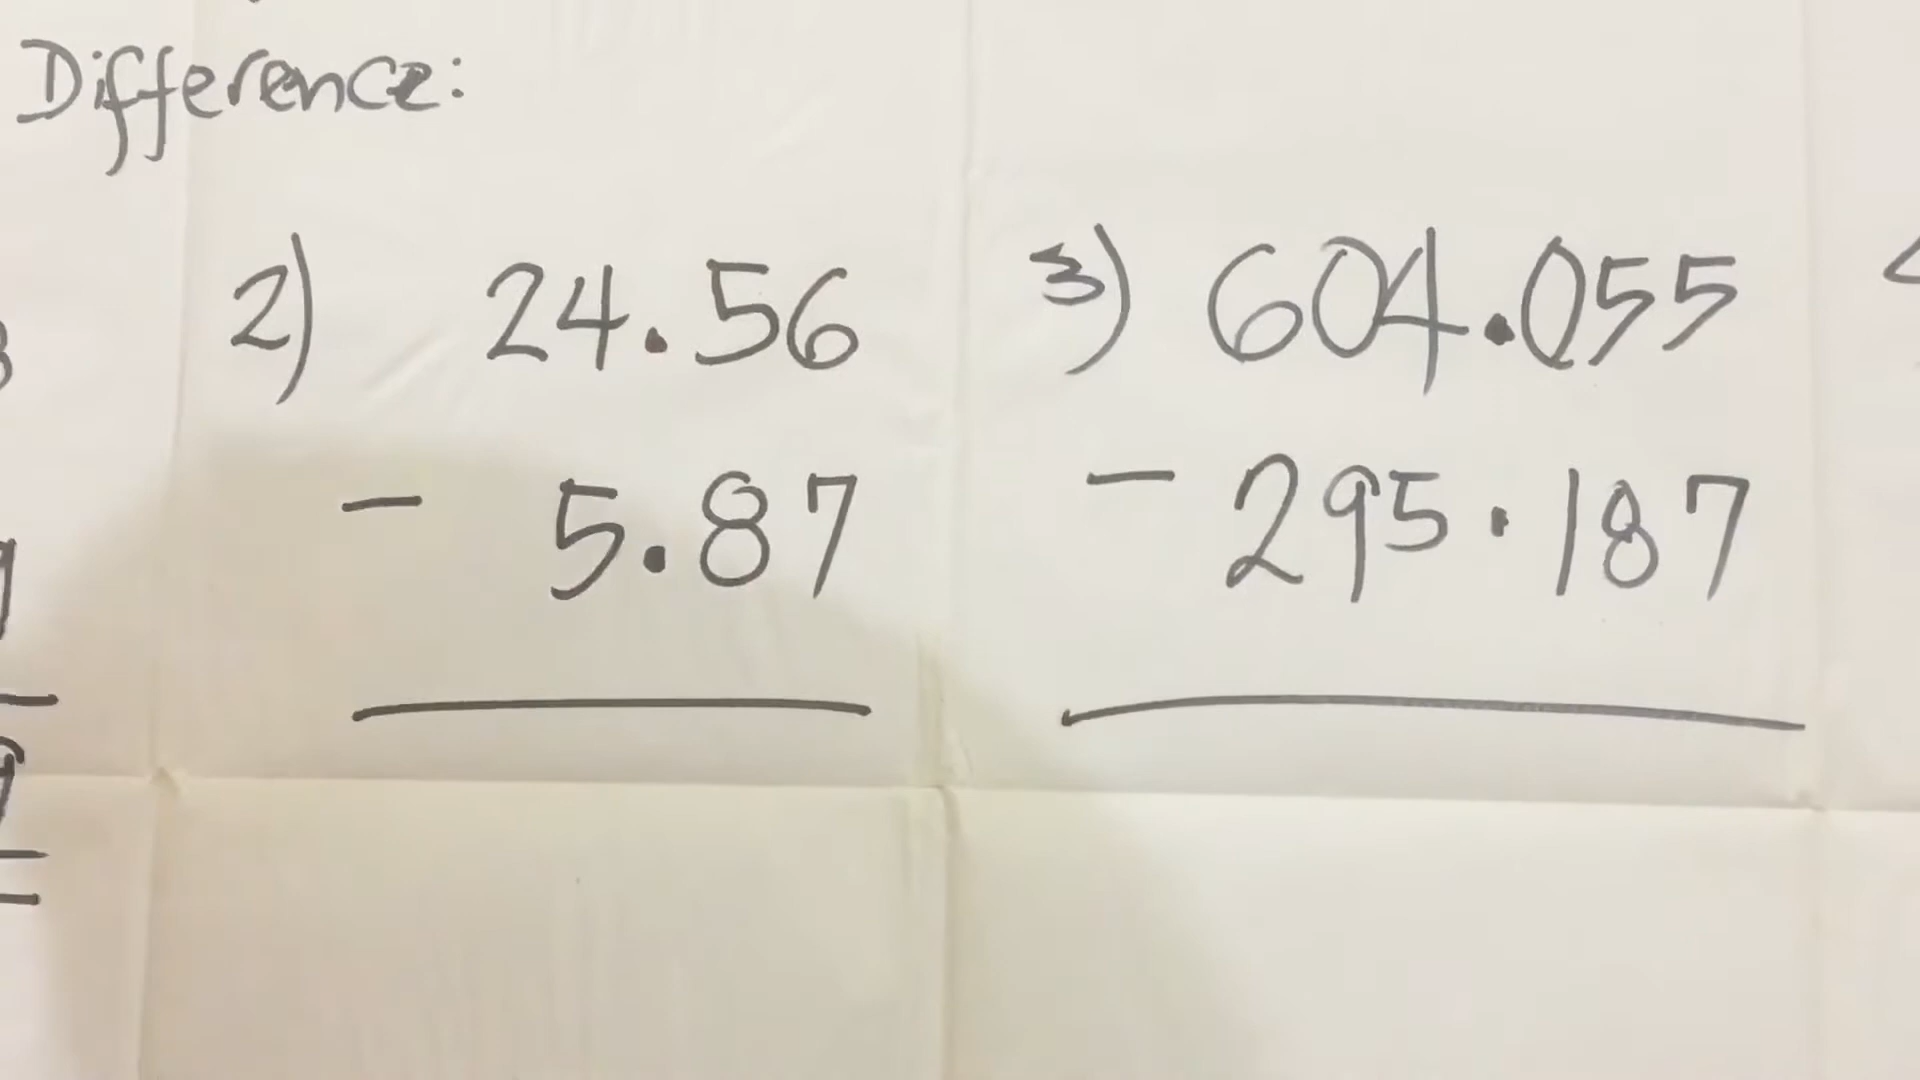 Difference:
2) 24.56
- 5.87
3) 604.055
- 295.187